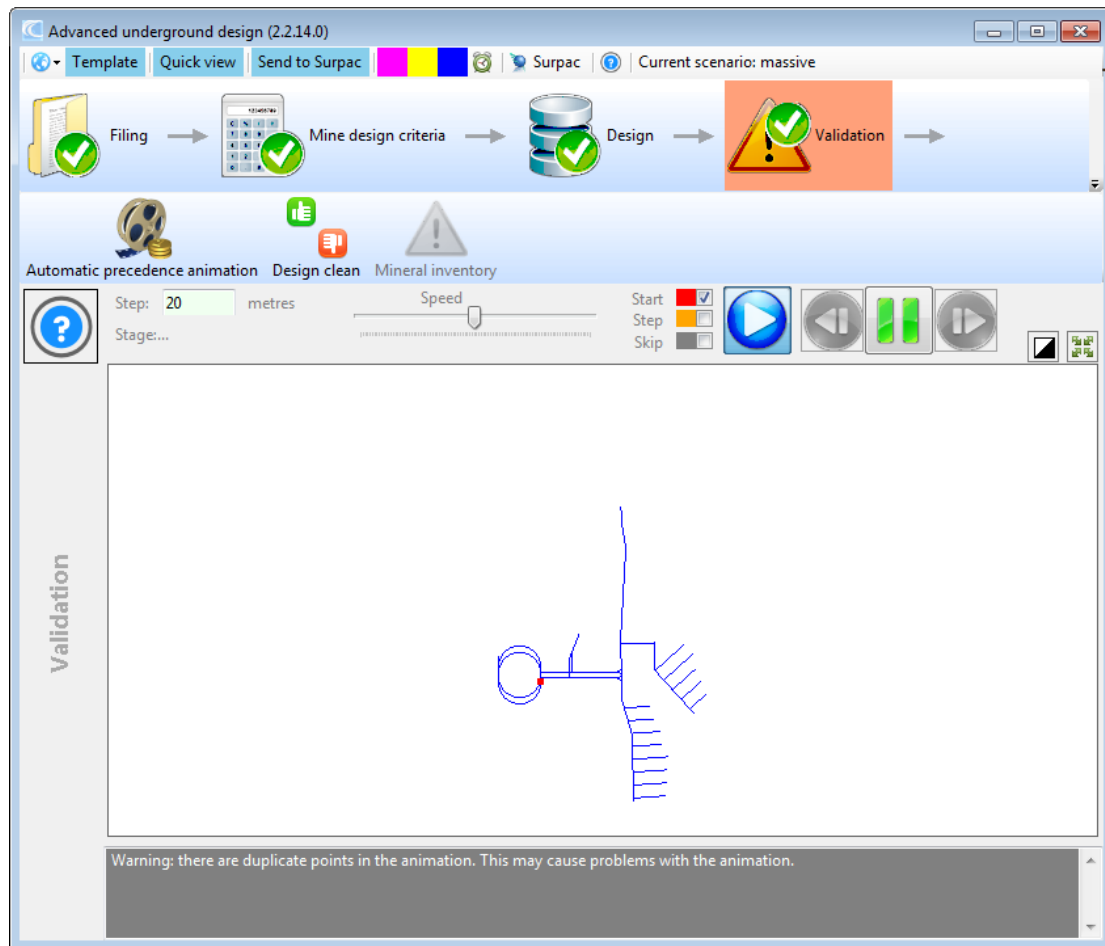 Advanced underground design (2.2.14.0)
Template Quick view Send to Surpac Surpac Current scenario: massive
Filing Mine design criteria Design Validation
Automatic precedence animation Design clean Mineral inventory
Step: 20 metres Speed Start
Step
Stage:... Skip
Validation
Warning: there are duplicate points in the animation. This may cause problems with the animation.